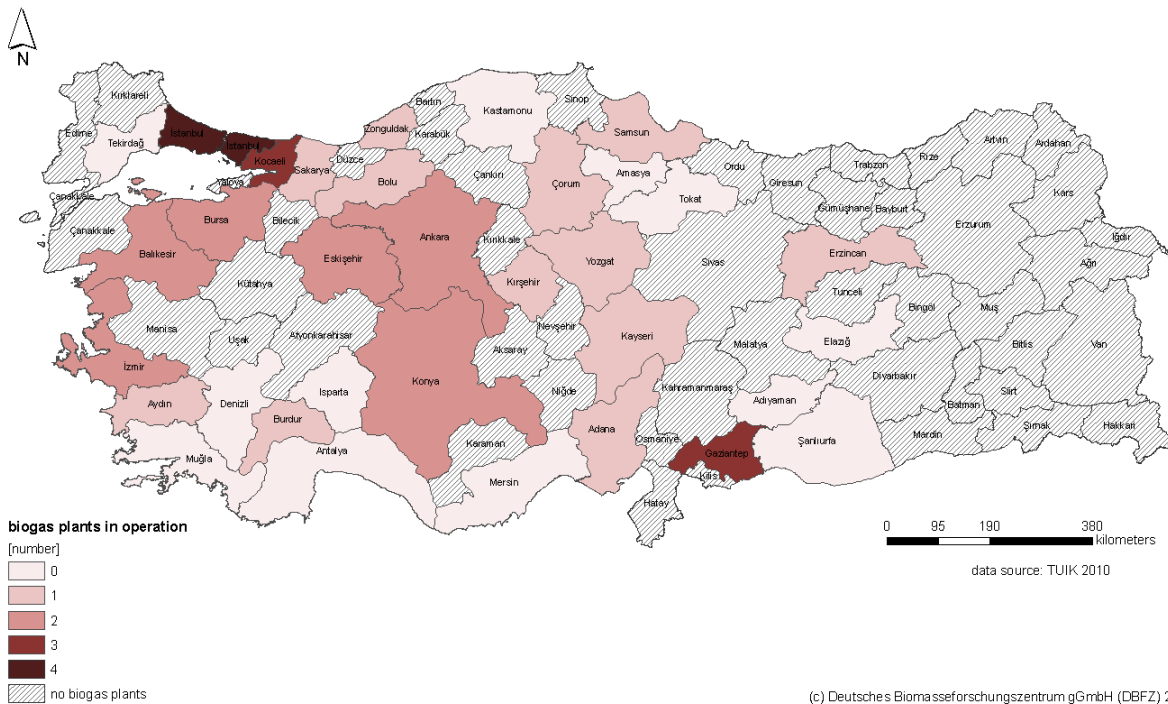 N
Kırklareli
Edirne
Tekirdağ
İstanbul
İstanbul
Kocaeli
Yalova
Sakarya
Düzce
Zonguldak
Bartın
Karabük
Kastamonu
Sinop
Samsun
Çankırı
Çorum
Amasya
Tokat
Ordu
Giresun
Trabzon
Rize
Artvin
Ardahan
Kars
Gümüşhane
Bayburt
Erzurum
Iğdır
Ağrı
Çanakkale
Çanakkale
Balıkesir
Bursa
Bilecik
Bolu
Ankara
Eskişehir
Kütahya
Kırıkkale
Kırşehir
Yozgat
Sivas
Erzincan
Tunceli
Bingöl
Muş
Bitlis
Van
Manisa
Uşak
Afyonkarahisar
İzmir
Aydın
Denizli
Isparta
Burdur
Konya
Aksaray
Nevşehir
Niğde
Kayseri
Malatya
Elazığ
Diyarbakır
Batman
Siirt
Şırnak
Hakkari
Mardin
Kahramanmaraş
Adıyaman
Şanlıurfa
Gaziantep
Kilis
Osmaniye
Adana
Hatay
Muğla
Antalya
Karaman
Mersin
biogas plants in operation
[number]
0
1
2
3
4
no biogas plants
0 95 190 380
kilometers
data source: TUIK 2010
(c) Deutsches Biomasseforschungszentrum gGmbH (DBFZ) 2